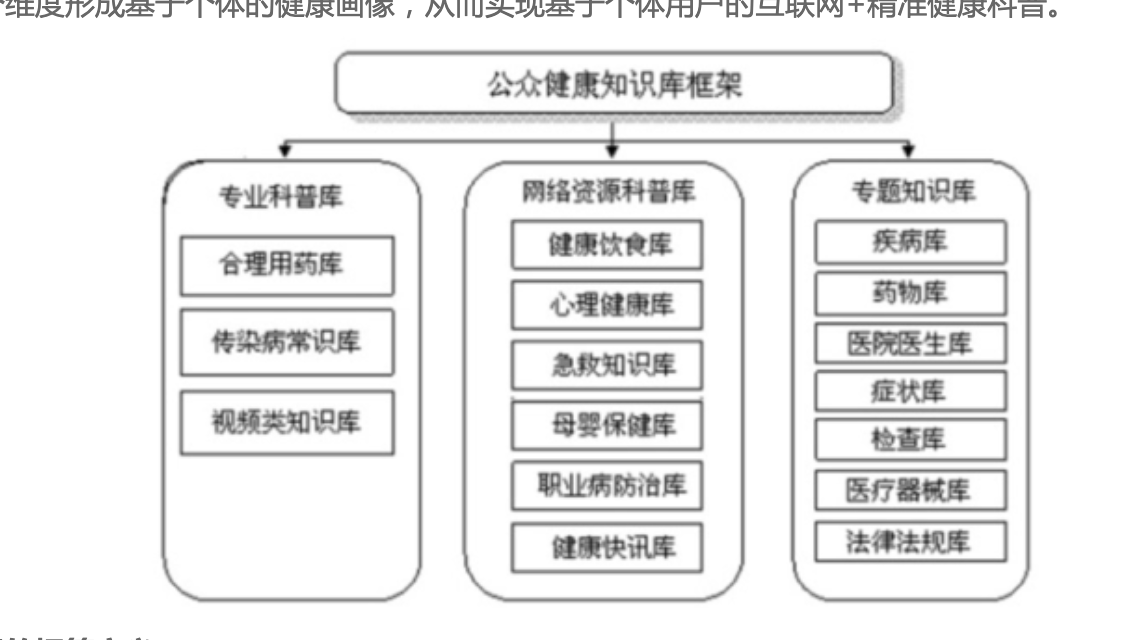 维度形成基于个体的健康画像，从而实现基于个体用户的互联网+精准健康科普。
公众健康知识库框架
专业科普库
合理用药库
传染病常识库
视频类知识库
网络资源科普库
健康饮食库
心理健康库
急救知识库
母婴保健库
职业病防治库
健康快讯库
专题知识库
疾病库
药物库
医院医生库
症状库
检查库
医疗器械库
法律法规库